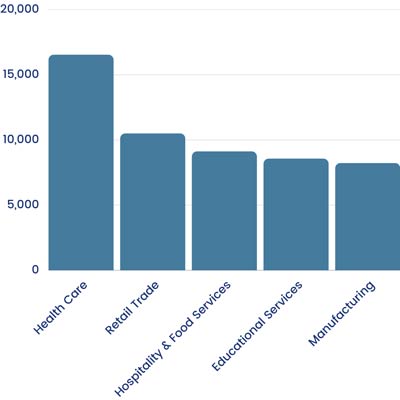 20,000
15,000
10,000
5,000
0
Health Care
Retail Trade
Hospitality & Food Services
Educational Services
Manufacturing